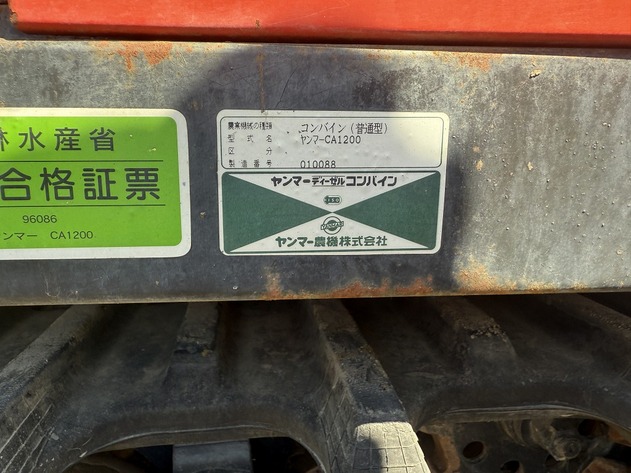 林水産省
合格証票
96086
ンマー CA1200
農業機械の種類 コンバイン(普通型)
型式名 ヤンマーCA1200
区分
製造番号 010088
ヤンマーディーゼルコンバイン
ヤンマー農機株式会社